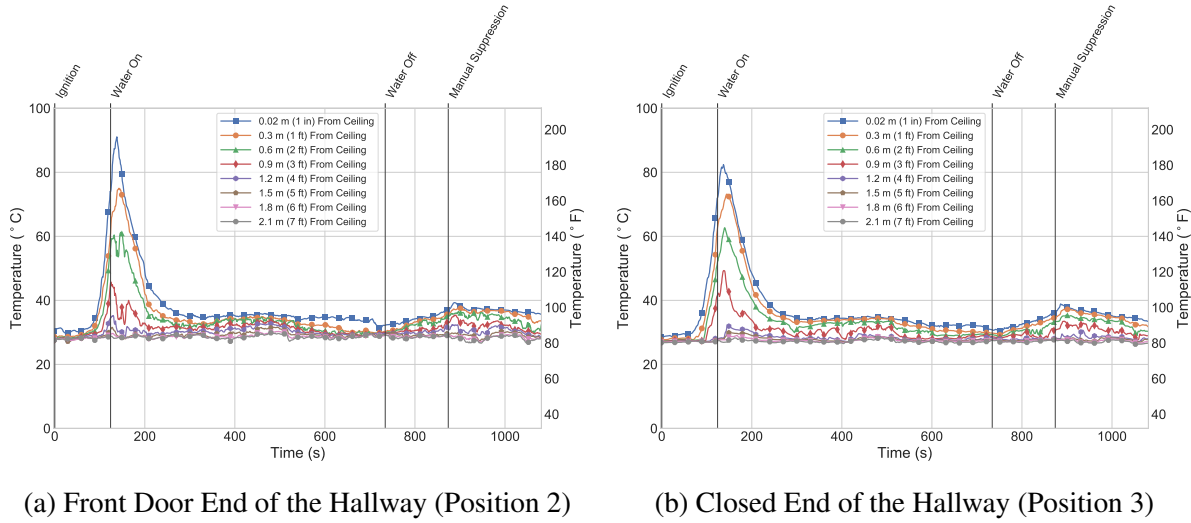 Ignition
Water On
Water Off
Manual Suppression
100
80
60
40
20
0
Temperature (°C)
200
180
160
140
120
100
80
60
40
Temperature (°F)
0.02 m (1 in) From Ceiling
0.3 m (1 ft) From Ceiling
0.6 m (2 ft) From Ceiling
0.9 m (3 ft) From Ceiling
1.2 m (4 ft) From Ceiling
1.5 m (5 ft) From Ceiling
1.8 m (6 ft) From Ceiling
2.1 m (7 ft) From Ceiling
0 200 400 600 800 1000
Time (s)
(a) Front Door End of the Hallway (Position 2)
Ignition
Water On
Water Off
Manual Suppression
100
80
60
40
20
0
Temperature (°C)
200
180
160
140
120
100
80
60
40
Temperature (°F)
0.02 m (1 in) From Ceiling
0.3 m (1 ft) From Ceiling
0.6 m (2 ft) From Ceiling
0.9 m (3 ft) From Ceiling
1.2 m (4 ft) From Ceiling
1.5 m (5 ft) From Ceiling
1.8 m (6 ft) From Ceiling
2.1 m (7 ft) From Ceiling
0 200 400 600 800 1000
Time (s)
(b) Closed End of the Hallway (Position 3)